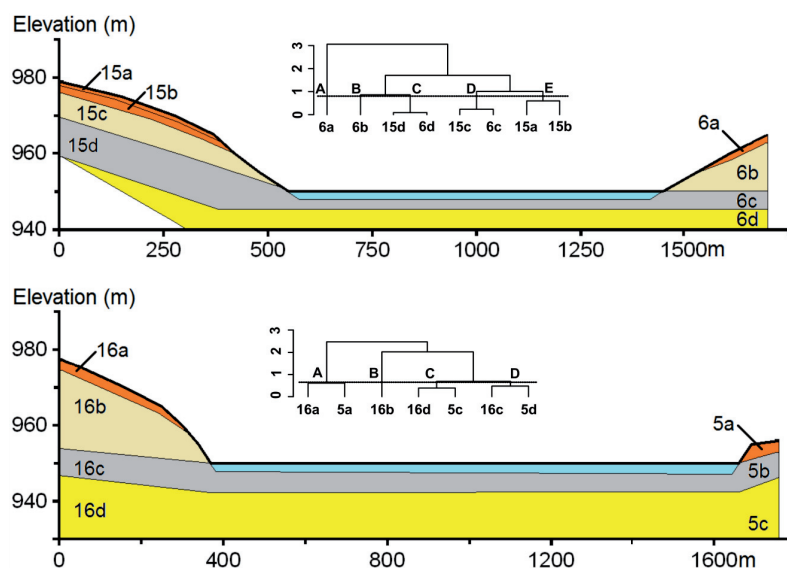 Elevation (m)
980
960
940
15a
15b
15c
15d
3
2
1
0
A B C D E
6a 6b 15d 6d 15c 6c 15a 15b
6a
6b
6c
6d
0 250 500 750 1000 1250 1500m
Elevation (m)
980
960
940
16a
16b
16c
16d
3
2
1
0
A B C D
16a 5a 16b 16d 5c 16c 5d
5a
5b
5c
0 400 800 1200 1600m